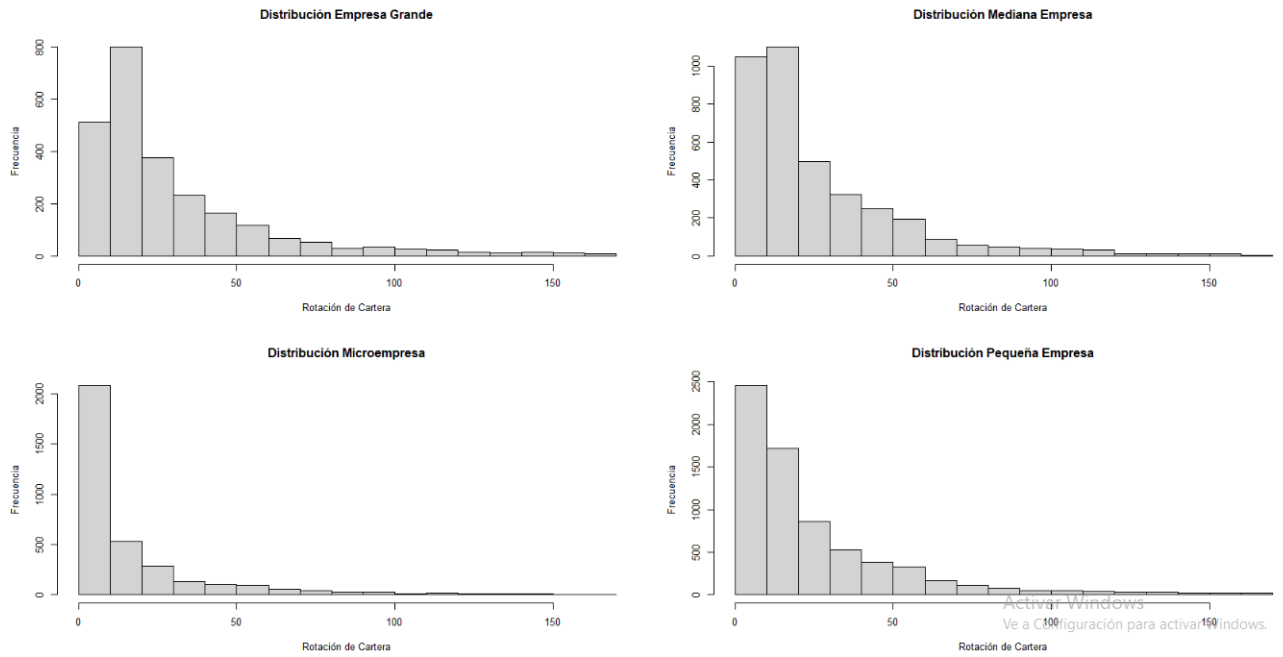 Distribución Empresa Grande
Frecuencia
0
200
400
600
800
0
50
100
150
Rotación de Cartera
Distribución Mediana Empresa
Frecuencia
0
200
400
600
800
1000
0
50
100
150
Rotación de Cartera
Distribución Microempresa
Frecuencia
0
500
1000
1500
2000
0
50
100
150
Rotación de Cartera
Distribución Pequeña Empresa
Frecuencia
0
500
1000
1500
2000
2500
0
50
100
150
Rotación de Cartera
Activar Windows
Ve a Configuración para activar Windows.